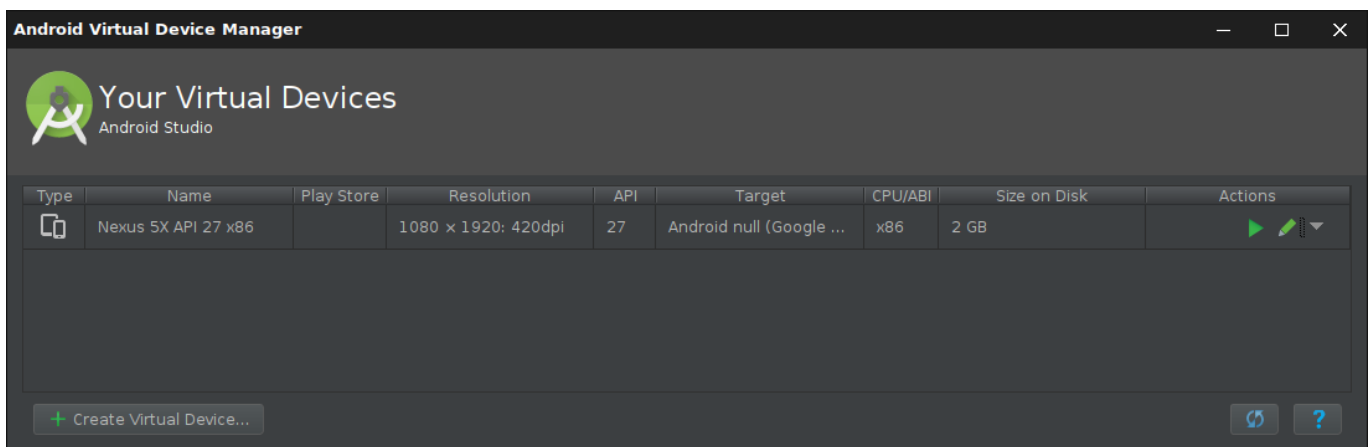 Android Virtual Device Manager
Your Virtual Devices
Android Studio
Type Name Play Store Resolution API Target CPU/ABI Size on Disk Actions
Nexus 5X API 27 x86 1080 × 1920: 420dpi 27 Android null (Google ... x86 2 GB
+ Create Virtual Device... ?